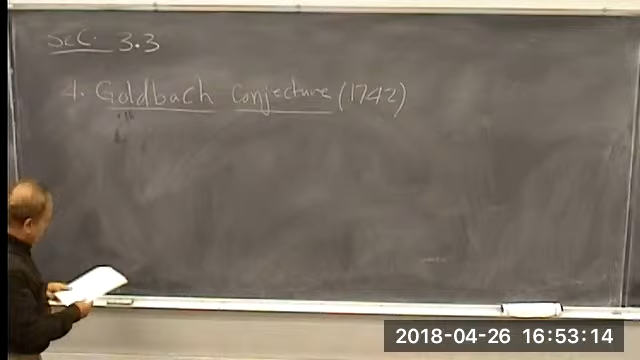 Sec. 3.3
4. Goldbach Conjecture (1742)
2018-04-26 16:53:14